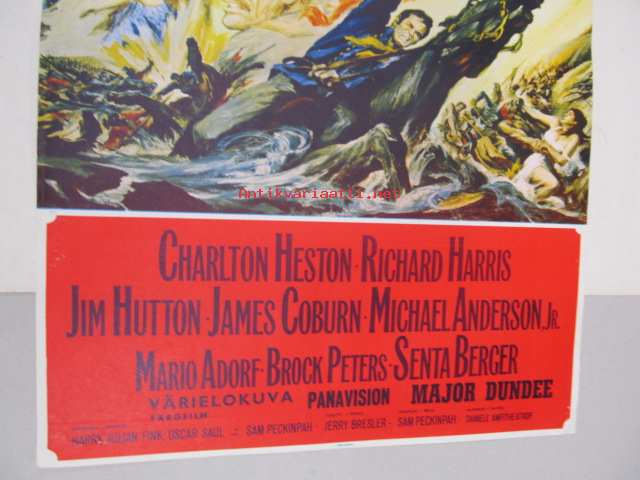 Antikvariaatti.net
CHARLTON HESTON · RICHARD HARRIS
JIM HUTTON · JAMES COBURN · MICHAEL ANDERSON, JR.
MARIO ADORF · BROCK PETERS · SENTA BERGER
VÄRIELOKUVA PANAVISION MAJOR DUNDEE
FÄRGFILM
HARRY JULIAN FINK, OSCAR SAUL SAM PECKINPAH JERRY BRESLER SAM PECKINPAH DANIELE AMFITHEATROF